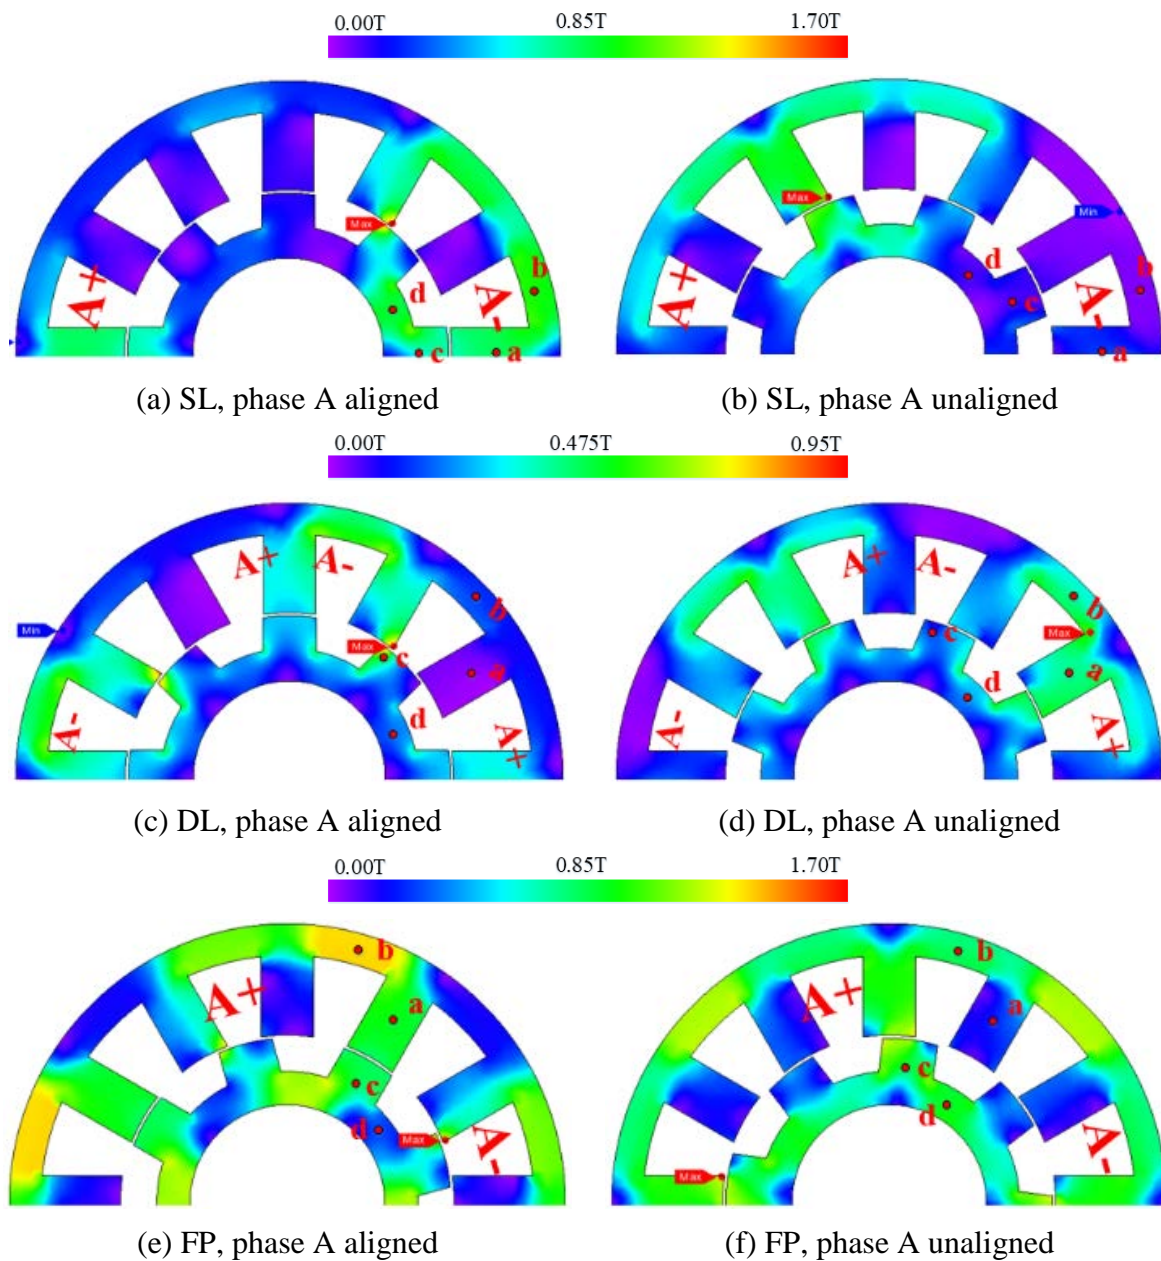 0.00T 0.85T 1.70T
A+ Max b A- d c a
A+ Max Min d b c A- a
(a) SL, phase A aligned (b) SL, phase A unaligned
0.00T 0.475T 0.95T
A+ A- b Min Max c a A- d A+
A+ A- b c Max a d A- A+
(c) DL, phase A aligned (d) DL, phase A unaligned
0.00T 0.85T 1.70T
b A+ a c d Max A-
b A+ a c d A- Max
(e) FP, phase A aligned (f) FP, phase A unaligned